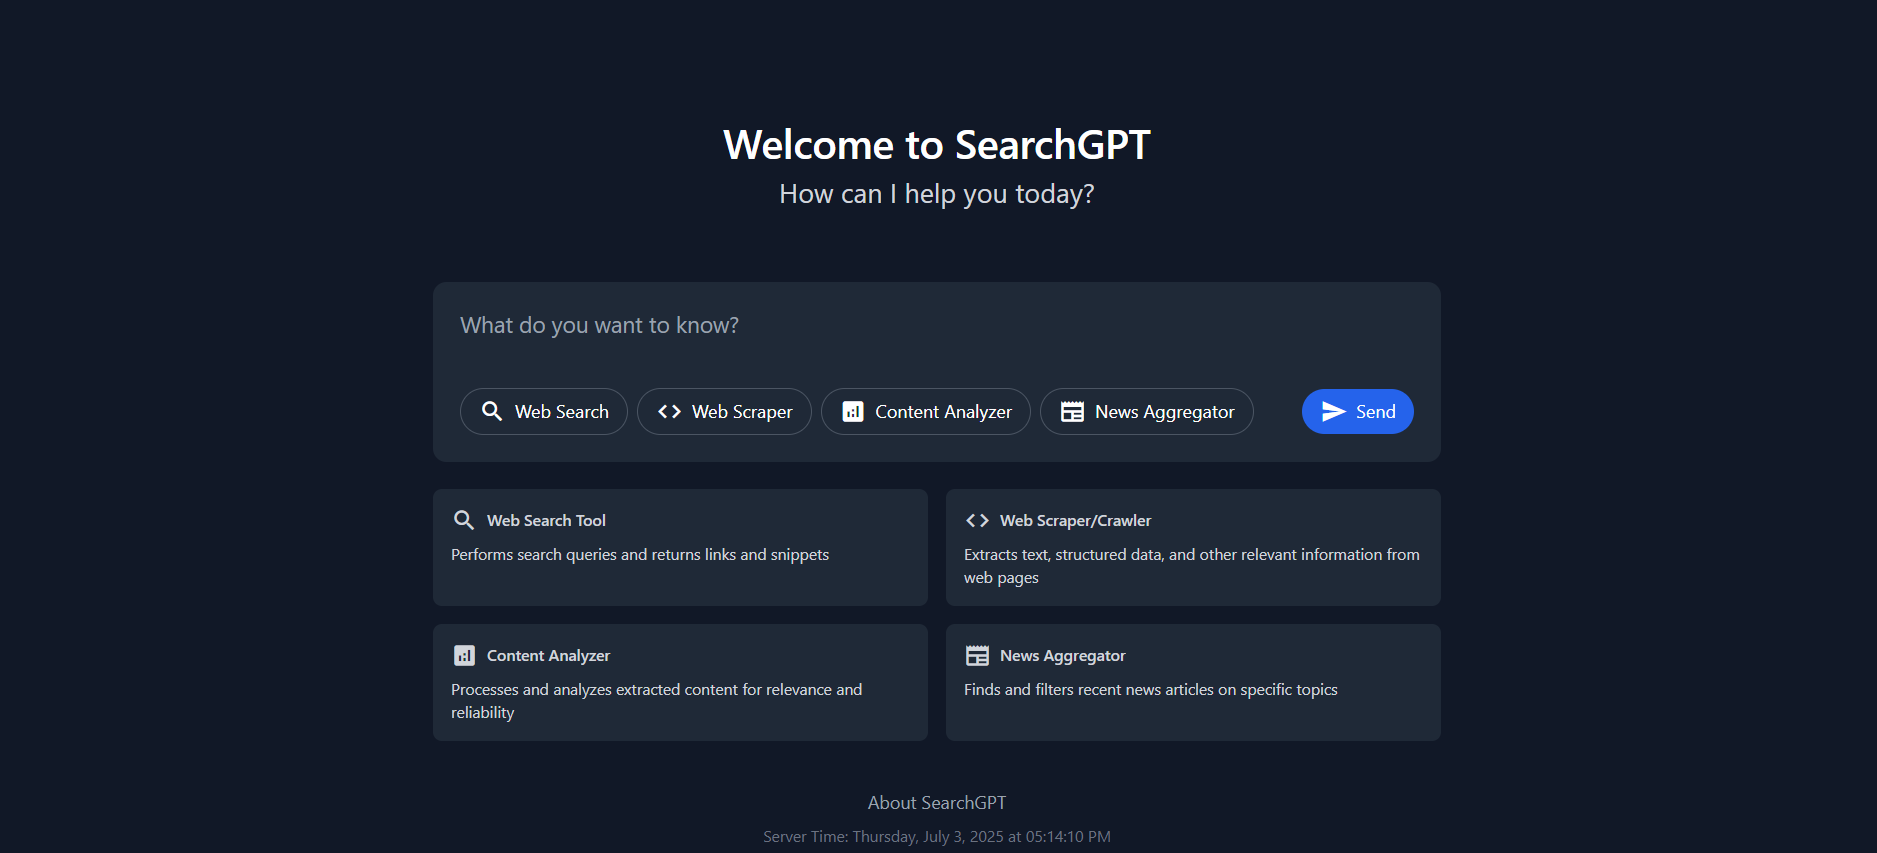 Welcome to SearchGPT
How can I help you today?
What do you want to know?
Web Search
Web Scraper
Content Analyzer
News Aggregator
Send
Web Search Tool
Performs search queries and returns links and snippets
Web Scraper/Crawler
Extracts text, structured data, and other relevant information from
web pages
Content Analyzer
Processes and analyzes extracted content for relevance and
reliability
News Aggregator
Finds and filters recent news articles on specific topics
About SearchGPT
Server Time: Thursday, July 3, 2025 at 05:14:10 PM